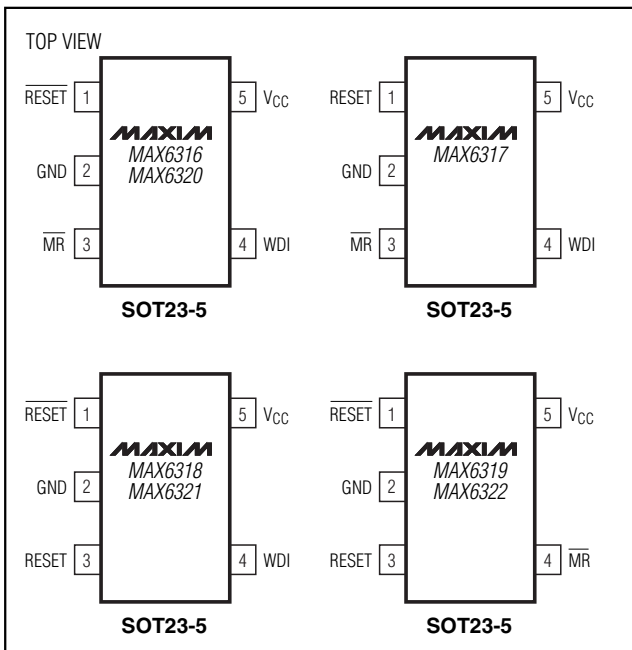 TOP VIEW
RESET 1 5 VCC RESET 1 5 VCC
MAXIM MAXIM
MAX6316 MAX6317
MAX6320
GND 2 GND 2
MR 3 4 WDI MR 3 4 WDI
SOT23-5 SOT23-5
RESET 1 5 VCC RESET 1 5 VCC
MAXIM MAXIM
MAX6318 MAX6319
MAX6321 MAX6322
GND 2 GND 2
RESET 3 4 WDI RESET 3 4 MR
SOT23-5 SOT23-5